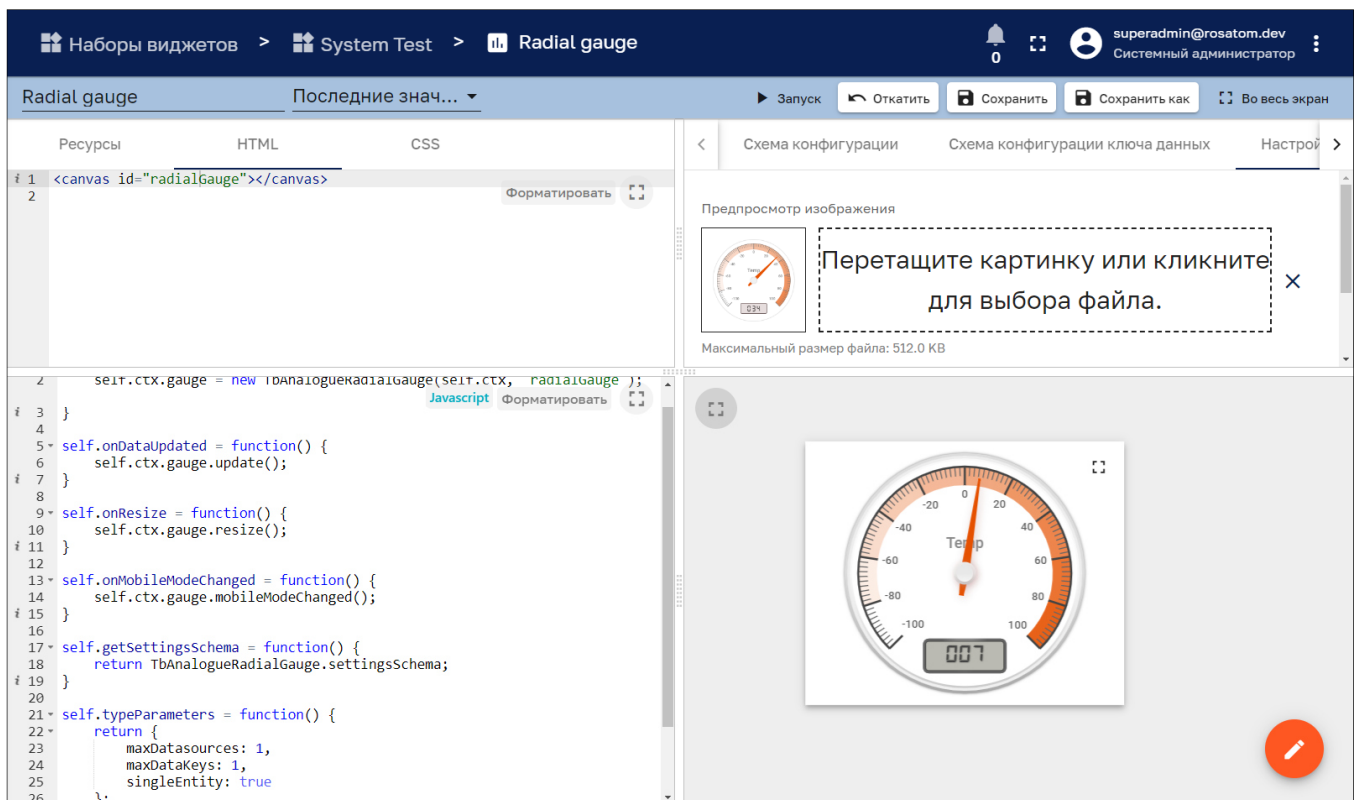 Наборы виджетов > System Test > Radial gauge
0
superadmin@rosatom.dev
Системный администратор
Radial gauge
Последние знач...
Запуск
Откатить
Сохранить
Сохранить как
Во весь экран
Ресурсы
HTML
CSS
i 1 <canvas id="radialGauge"></canvas>
2
Форматировать
Схема конфигурации
Схема конфигурации ключа данных
Настрой
Предпросмотр изображения
Temp
034
Перетащите картинку или кликните
для выбора файла.
Максимальный размер файла: 512.0 KB
2 self.ctx.gauge = new TbAnalogueRadialGauge(self.ctx, 'radialGauge');
Javascript
Форматировать
i 3 }
4
5 self.onDataUpdated = function() {
6 self.ctx.gauge.update();
i 7 }
8
9 self.onResize = function() {
10 self.ctx.gauge.resize();
i 11 }
12
13 self.onMobileModeChanged = function() {
14 self.ctx.gauge.mobileModeChanged();
i 15 }
16
17 self.getSettingsSchema = function() {
18 return TbAnalogueRadialGauge.settingsSchema;
i 19 }
20
21 self.typeParameters = function() {
22 return {
23 maxDatasources: 1,
24 maxDataKeys: 1,
25 singleEntity: true
26 };
0
-20
20
-40
40
Temp
-60
60
-80
80
-100
100
007